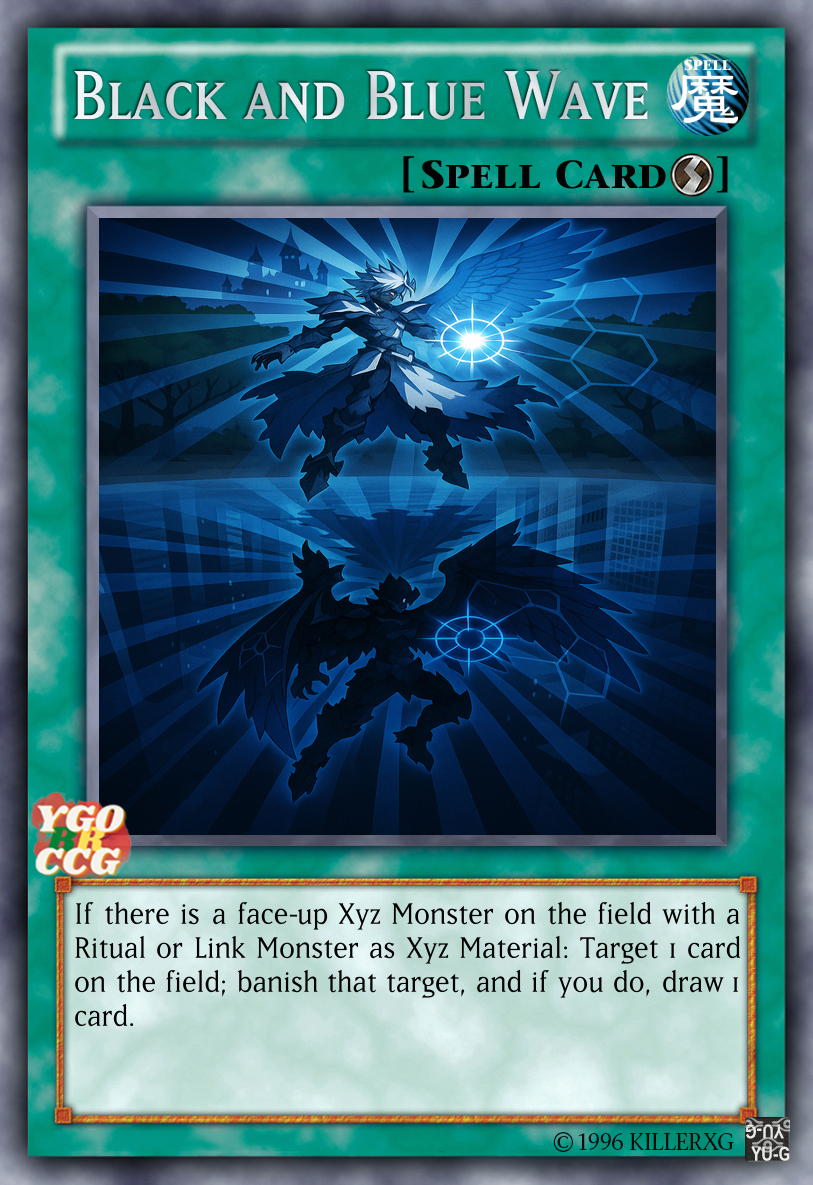 Black and Blue Wave
SPELL
魔
[Spell Card]
YGO
RR
CCG
If there is a face-up Xyz Monster on the field with a
Ritual or Link Monster as Xyz Material: Target 1 card
on the field; banish that target, and if you do, draw 1
card.
© 1996 KILLERXG
YU-G
YU-G